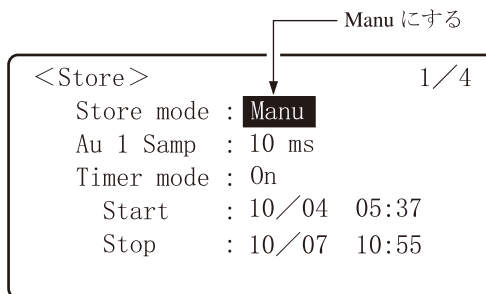 Manu にする
＜Store＞ 1／4
Store mode : Manu
Au 1 Samp : 10 ms
Timer mode : On
Start : 10／04 05:37
Stop : 10／07 10:55